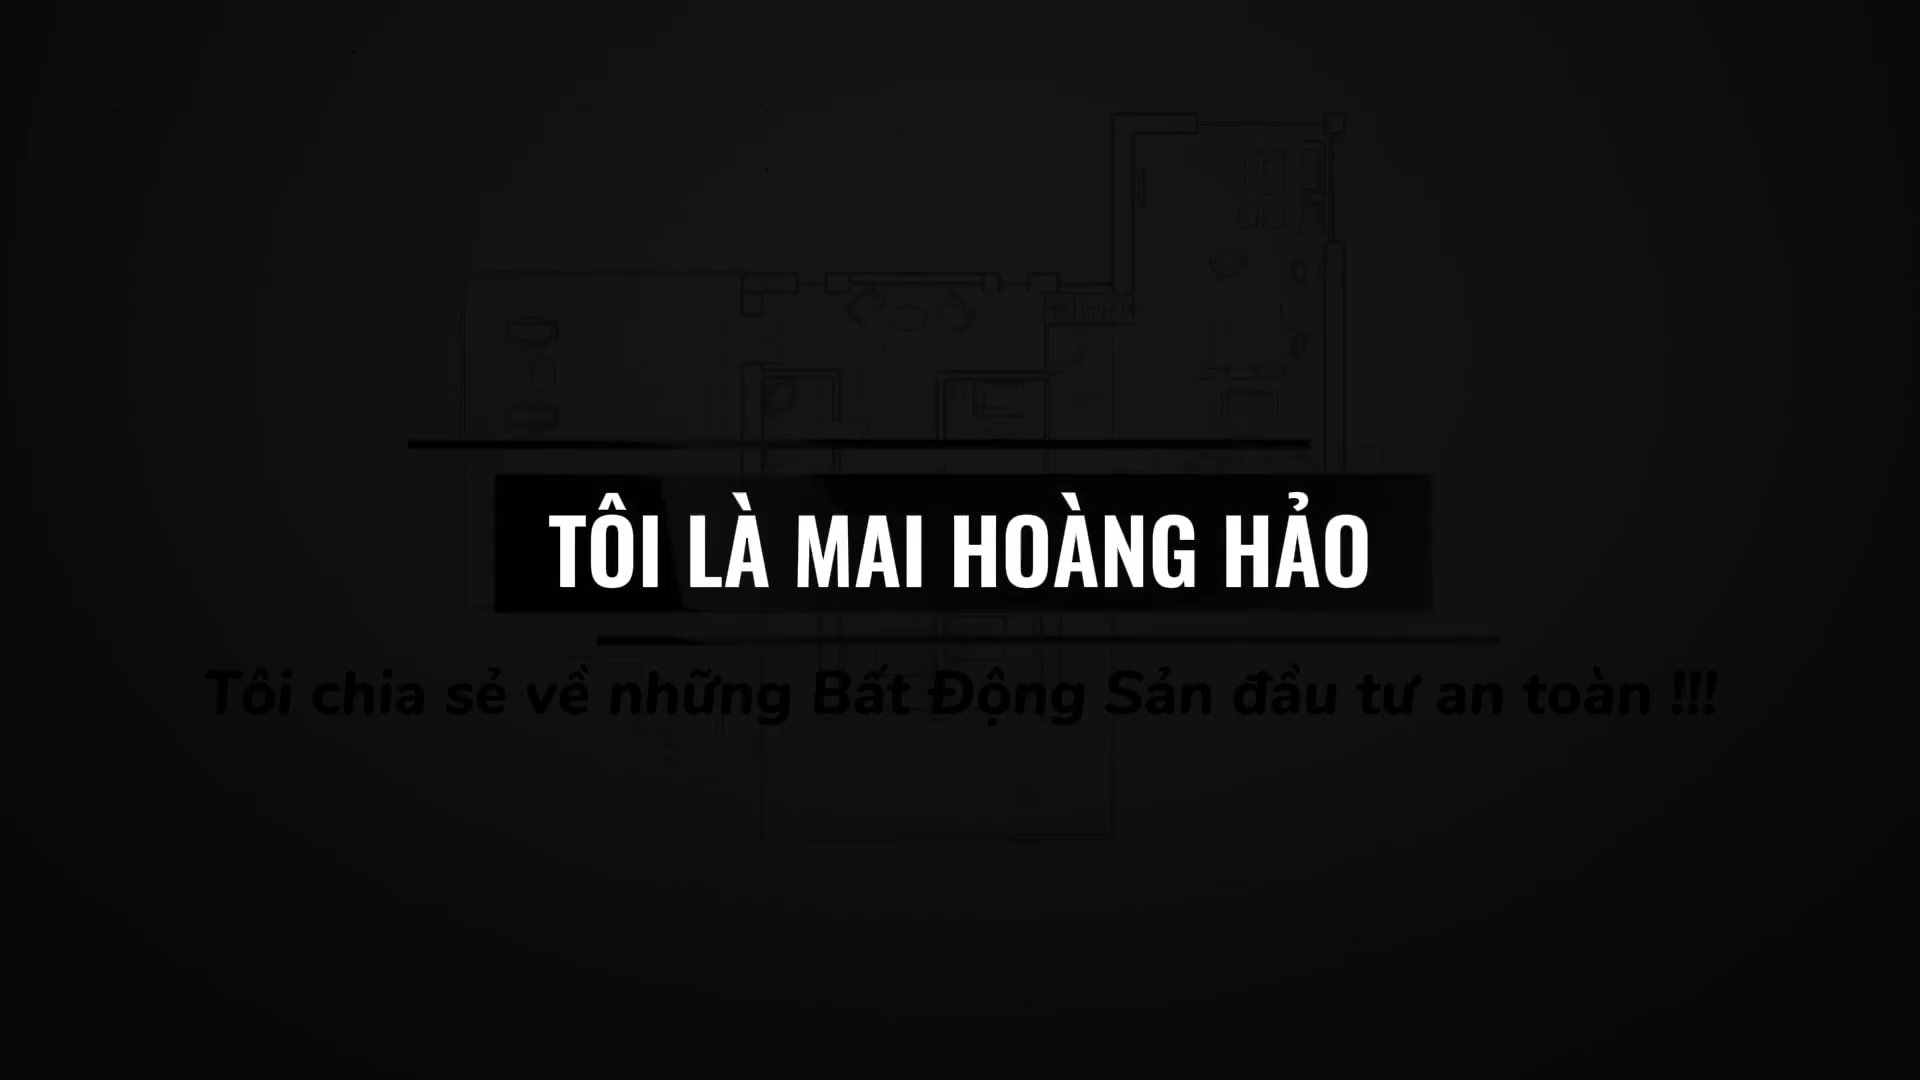 TÔI LÀ MAI HOÀNG HẢO
Tôi chia sẻ về những Bất Động Sản đầu tư an toàn !!!